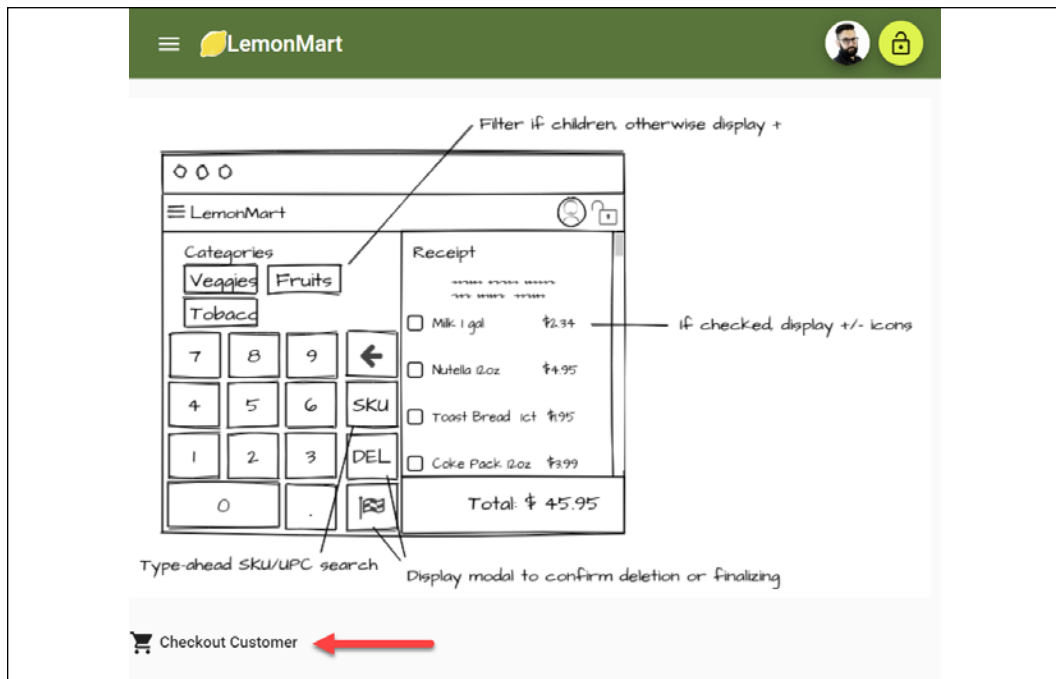 LemonMart
Filter if children, otherwise display +
LemonMart
Categories
Veggies
Fruits
Tobacc
7
8
9
SKU
4
5
6
1
2
3
DEL
0
.
Receipt
Milk 1 gal $2.34
Nutella 12oz $4.95
Toast Bread 1ct $1.95
Coke Pack 12oz $3.99
Total: $ 45.95
If checked, display +/- icons
Type-ahead SKU/UPC search
Display modal to confirm deletion or finalizing
Checkout Customer